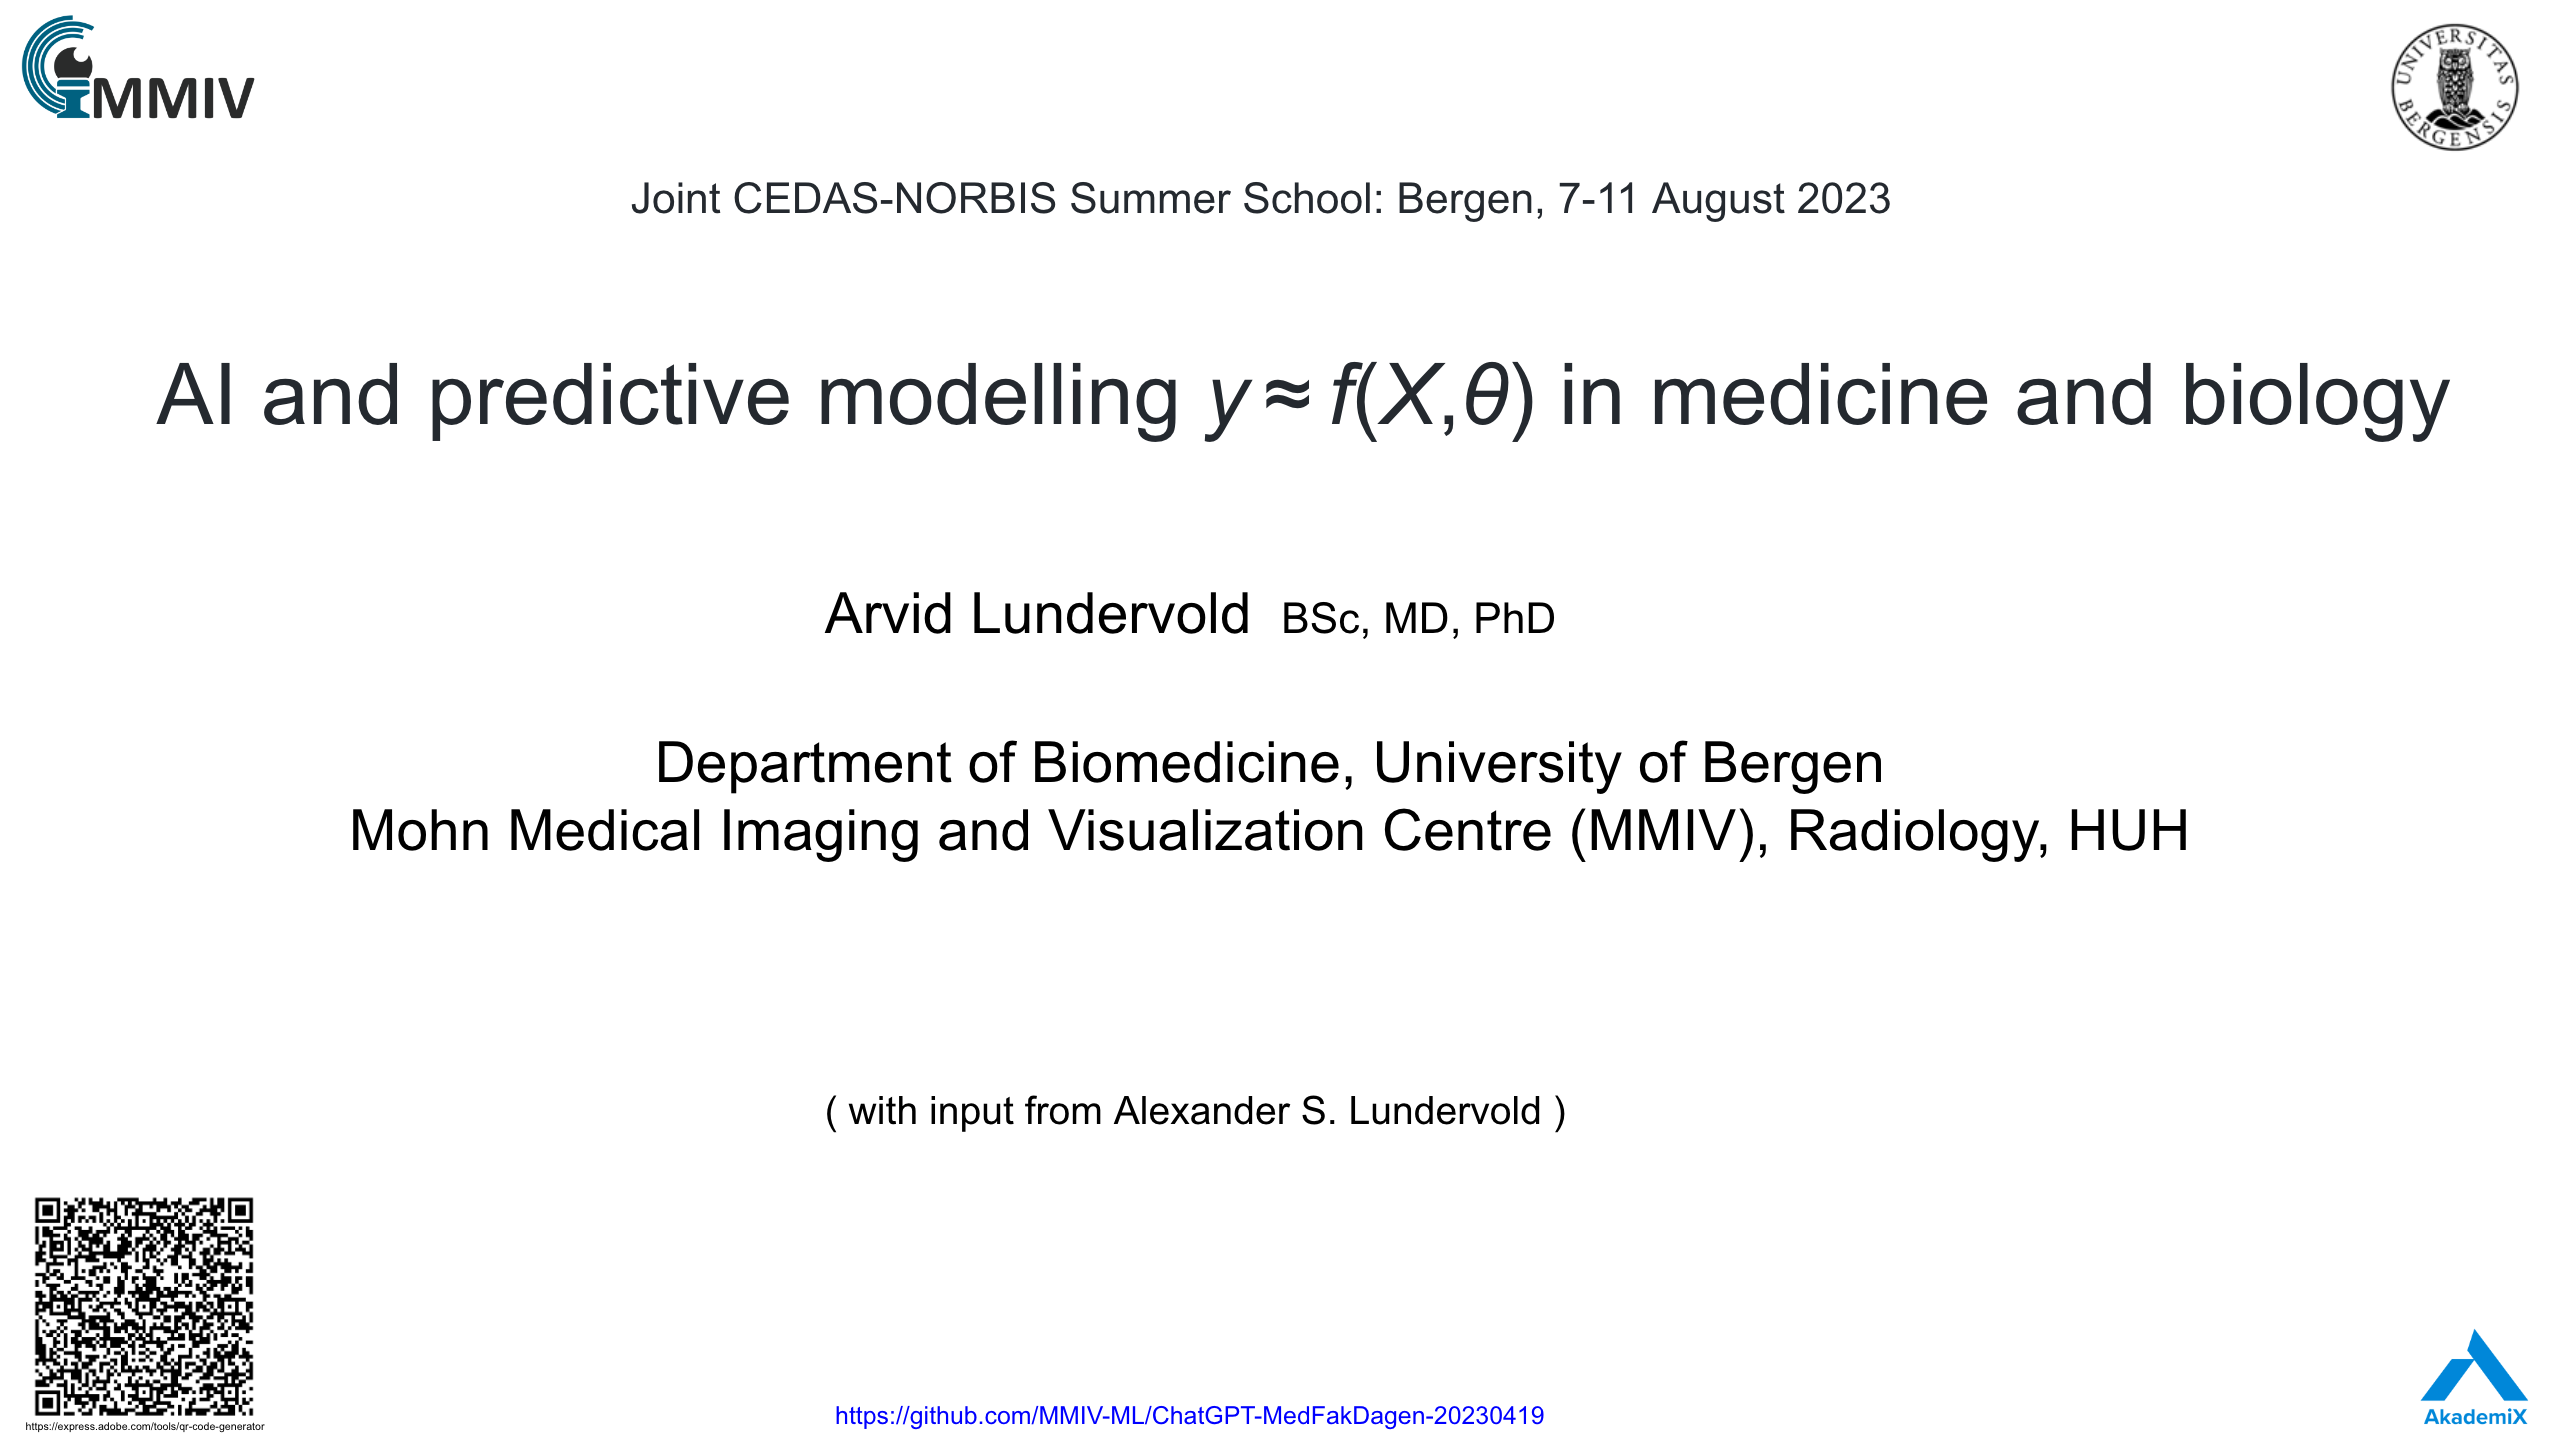 MMIV
UNIVERSITAS BERGENSIS
Joint CEDAS-NORBIS Summer School: Bergen, 7-11 August 2023
AI and predictive modelling y ≈ f(X,θ) in medicine and biology
Arvid Lundervold BSc, MD, PhD
Department of Biomedicine, University of Bergen
Mohn Medical Imaging and Visualization Centre (MMIV), Radiology, HUH
( with input from Alexander S. Lundervold )
https://express.adobe.com/tools/qr-code-generator
https://github.com/MMIV-ML/ChatGPT-MedFakDagen-20230419
AkademiX